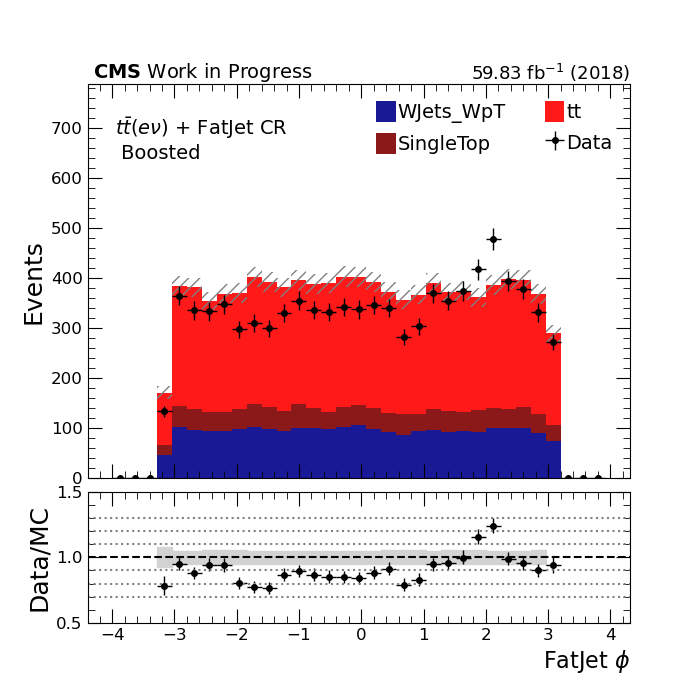 CMS Work in Progress 59.83 fb⁻¹ (2018)
tt̄(eν) + FatJet CR
Boosted
WJets_WpT tt
SingleTop Data
Events
700
600
500
400
300
200
100
0
Data/MC
1.5
1.0
0.5
−4 −3 −2 −1 0 1 2 3 4
FatJet ϕ